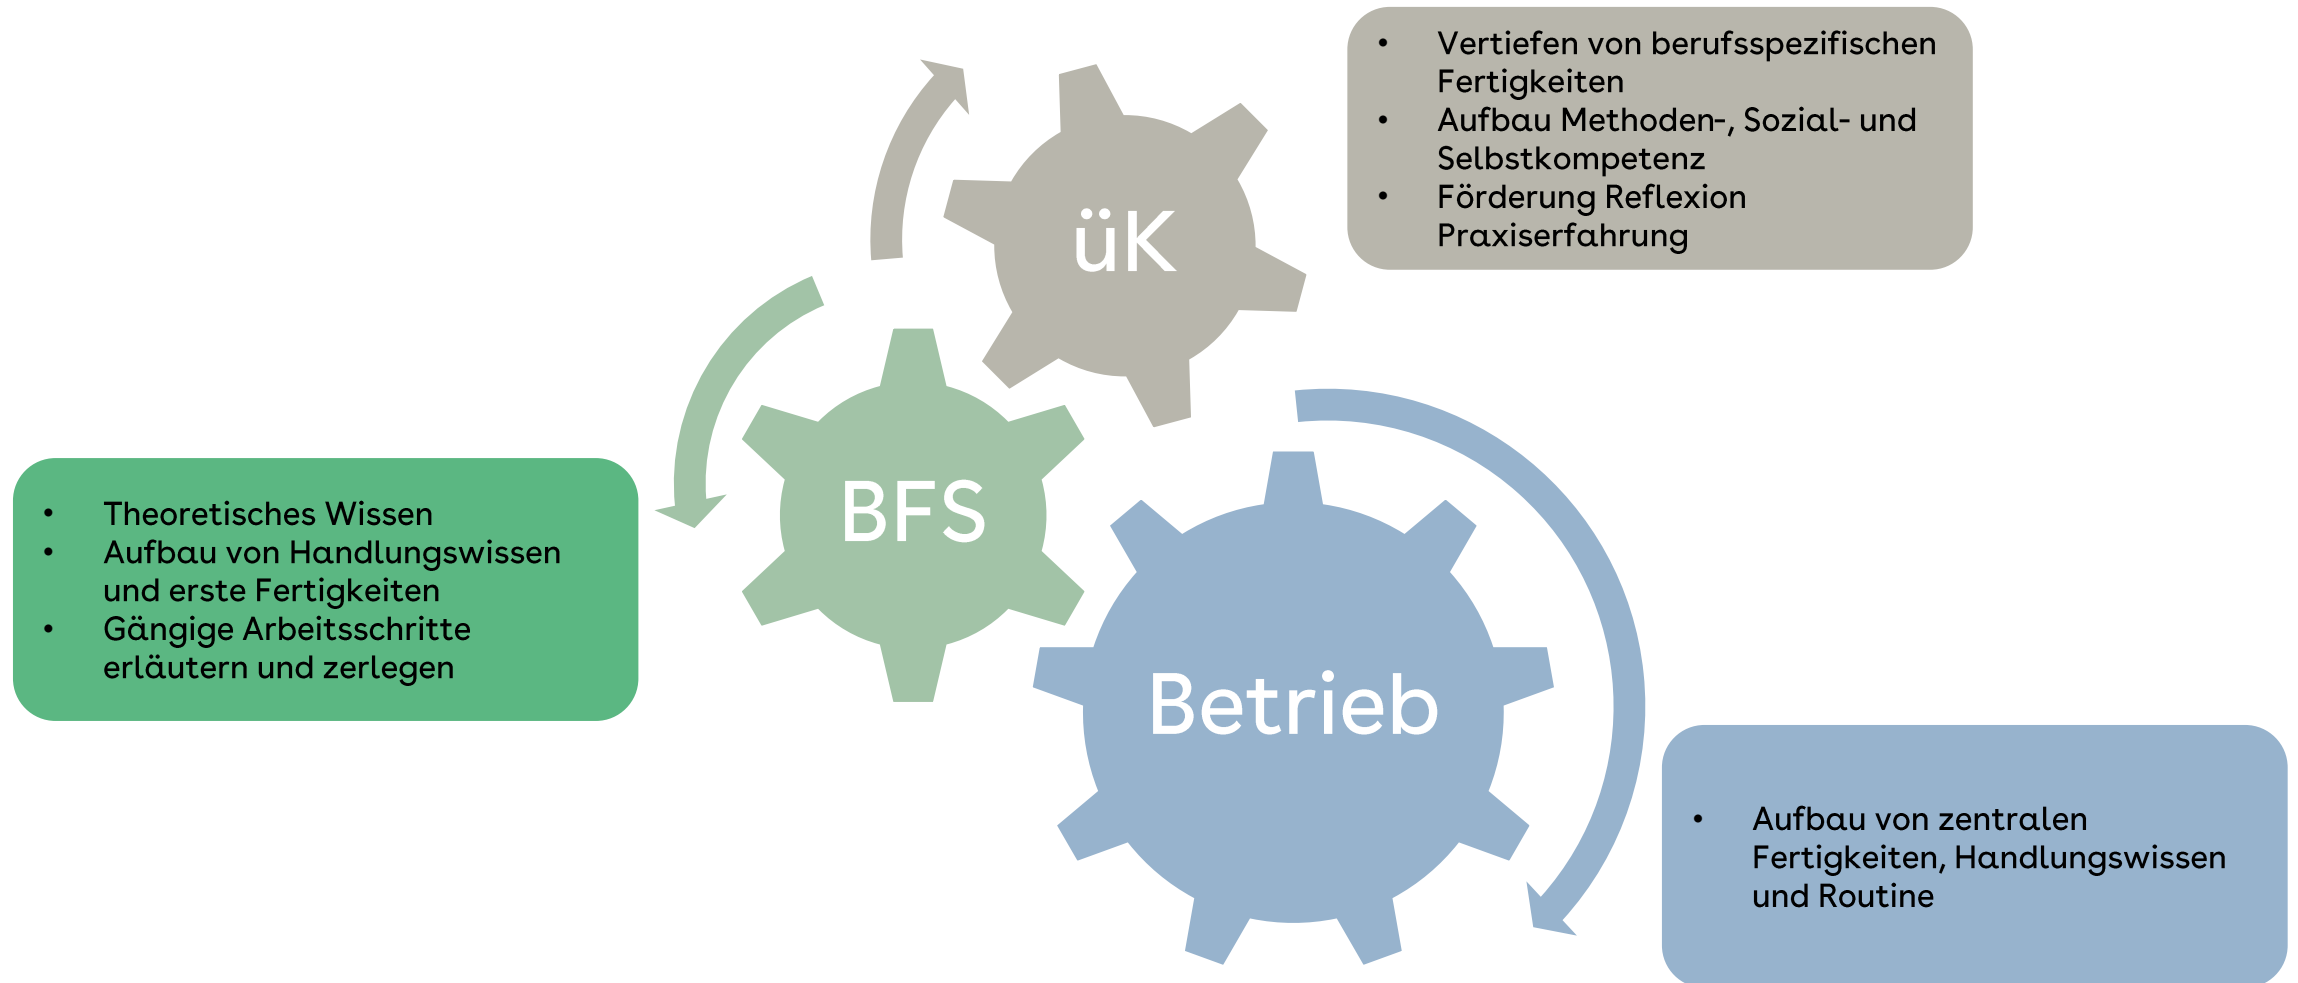 • Vertiefen von berufsspezifischen
Fertigkeiten
• Aufbau Methoden-, Sozial- und
Selbstkompetenz
• Förderung Reflexion
Praxiserfahrung
üK
BFS
• Theoretisches Wissen
• Aufbau von Handlungswissen
und erste Fertigkeiten
• Gängige Arbeitsschritte
erläutern und zerlegen
Betrieb
• Aufbau von zentralen
Fertigkeiten, Handlungswissen
und Routine